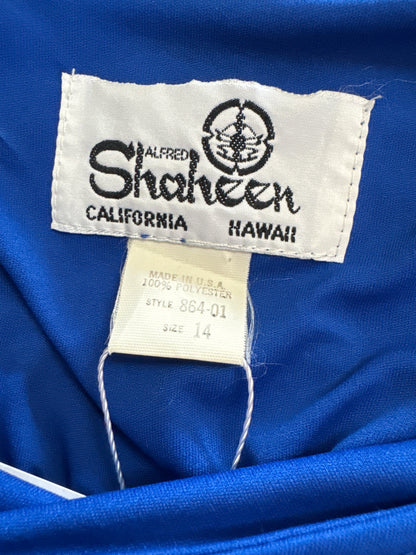 ALFRED
Shaheen
CALIFORNIA HAWAII
MADE IN U.S.A.
100% POLYESTER
STYLE 864-01
SIZE 14